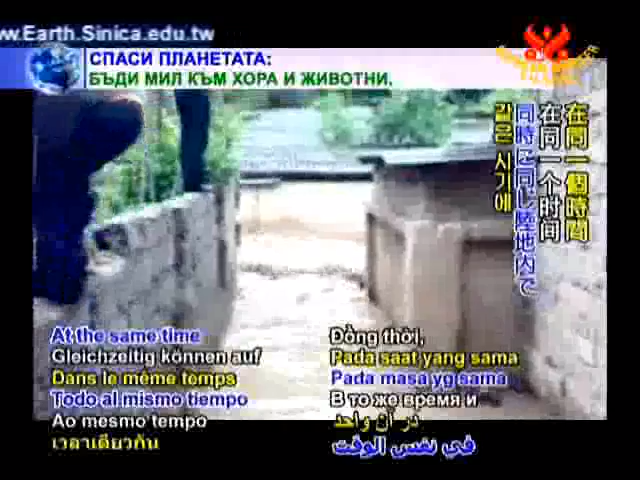 ww.Earth.Sinica.edu.tw
СПАСИ ПЛАНЕТАТА:
БЪДИ МИЛ КЪМ ХОРА И ЖИВОТНИ.
在同一個時間
在同一个时间
同時に同じ陸地内で
같은 시기에
At the same time
Gleichzeitig können auf
Dans le même temps
Todo al mismo tiempo
Ao mesmo tempo
เวลาเดียวกัน
Đồng thời,
Pada saat yang sama
Pada masa yg sama
В то же время и
در آن واحد
في نفس الوقت